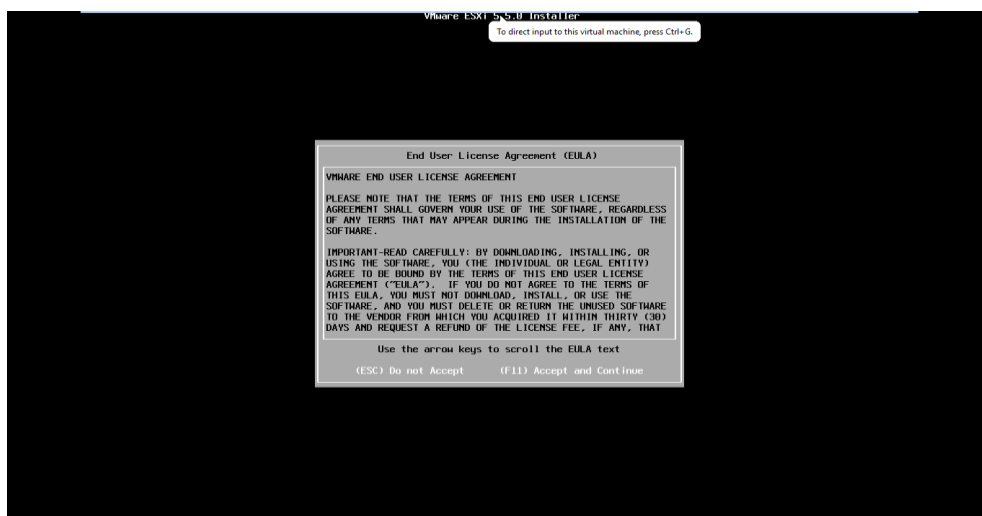 VMware ESXi 5.5.0 Installer
To direct input to this virtual machine, press Ctrl+G.
End User License Agreement (EULA)
VMWARE END USER LICENSE AGREEMENT
PLEASE NOTE THAT THE TERMS OF THIS END USER LICENSE
AGREEMENT SHALL GOVERN YOUR USE OF THE SOFTWARE, REGARDLESS
OF ANY TERMS THAT MAY APPEAR DURING THE INSTALLATION OF THE
SOFTWARE.
IMPORTANT-READ CAREFULLY: BY DOWNLOADING, INSTALLING, OR
USING THE SOFTWARE, YOU (THE INDIVIDUAL OR LEGAL ENTITY)
AGREE TO BE BOUND BY THE TERMS OF THIS END USER LICENSE
AGREEMENT ("EULA"). IF YOU DO NOT AGREE TO THE TERMS OF
THIS EULA, YOU MUST NOT DOWNLOAD, INSTALL, OR USE THE
SOFTWARE, AND YOU MUST DELETE OR RETURN THE UNUSED SOFTWARE
TO THE VENDOR FROM WHICH YOU ACQUIRED IT WITHIN THIRTY (30)
DAYS AND REQUEST A REFUND OF THE LICENSE FEE, IF ANY, THAT
Use the arrow keys to scroll the EULA text
(ESC) Do not Accept (F11) Accept and Continue